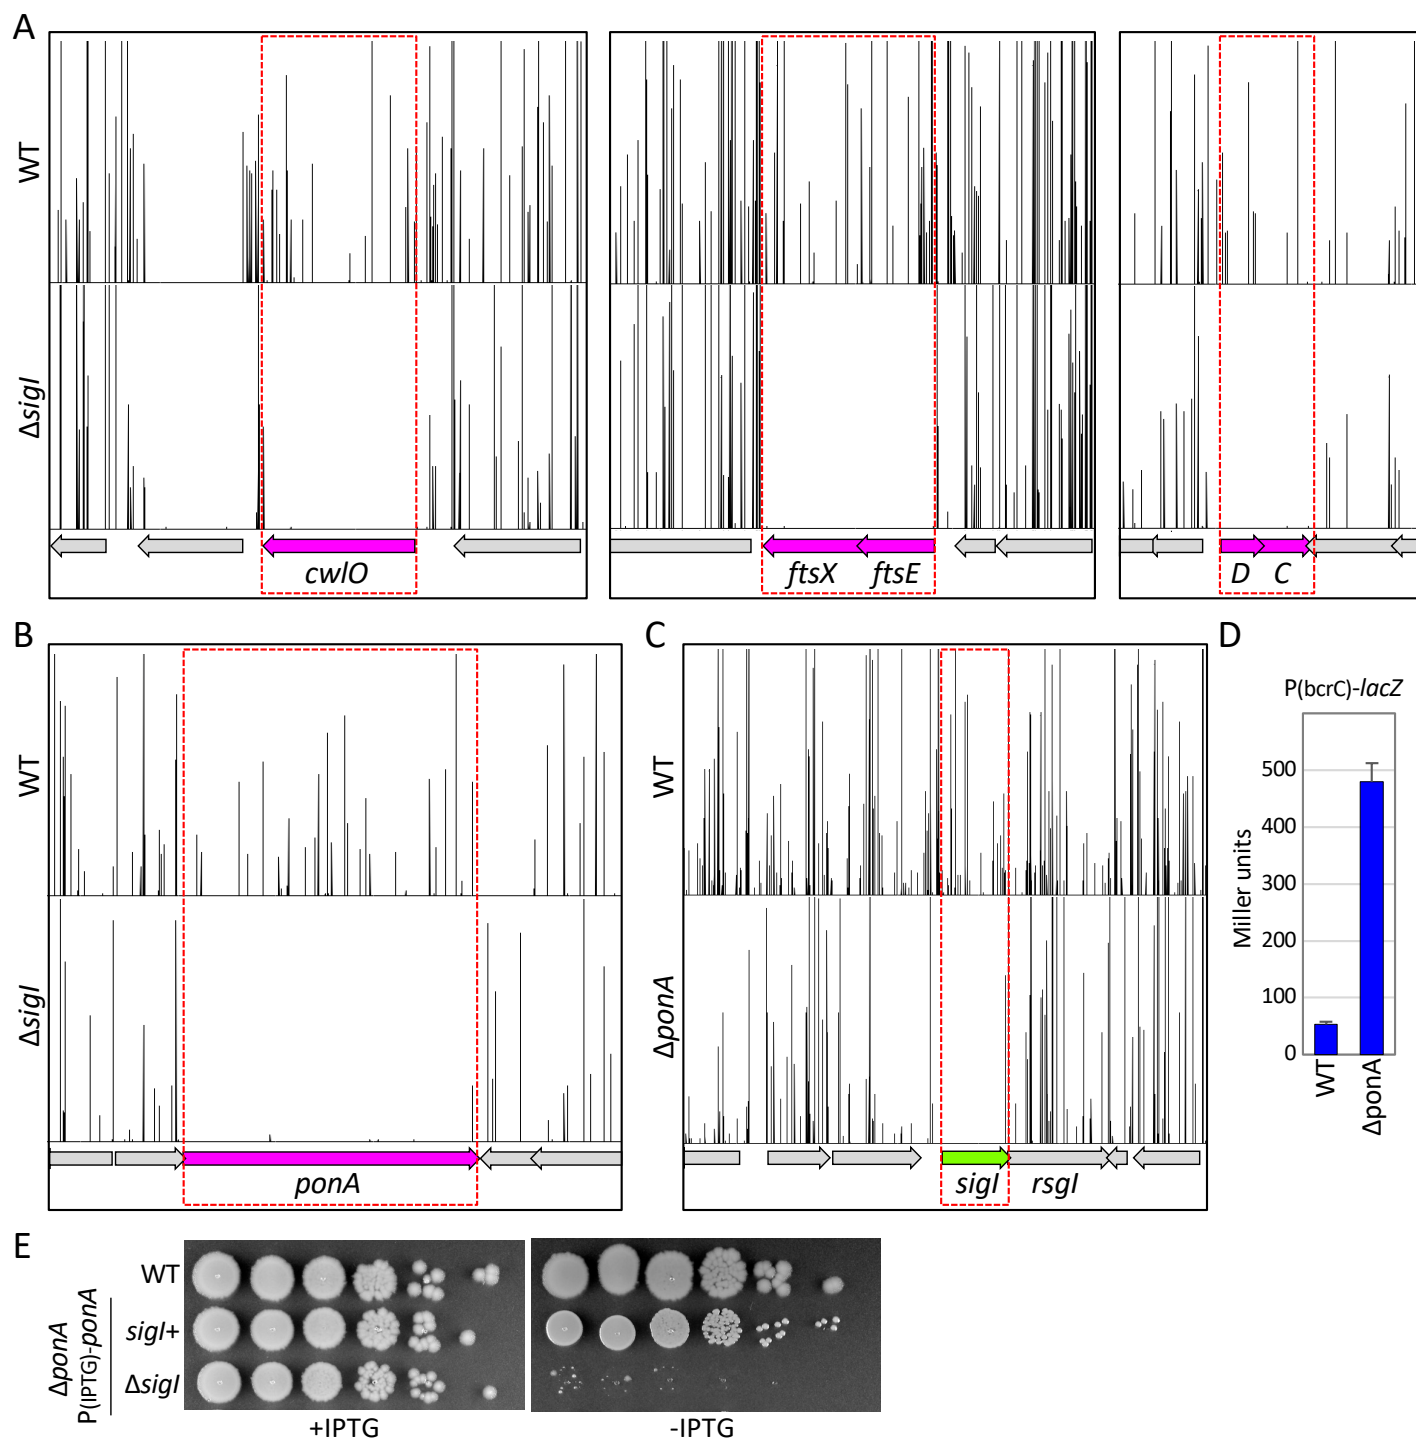 A
WT
ΔsigI
cwlO
ftsX
ftsE
D
C
B
WT
ΔsigI
ponA
C
WT
ΔponA
sigI
rsgI
D
P(bcrC)-lacZ
Miller units
500
400
300
200
100
0
WT
ΔponA
E
WT
ΔponA
P(IPTG)-ponA
sigI+
ΔsigI
+IPTG
-IPTG